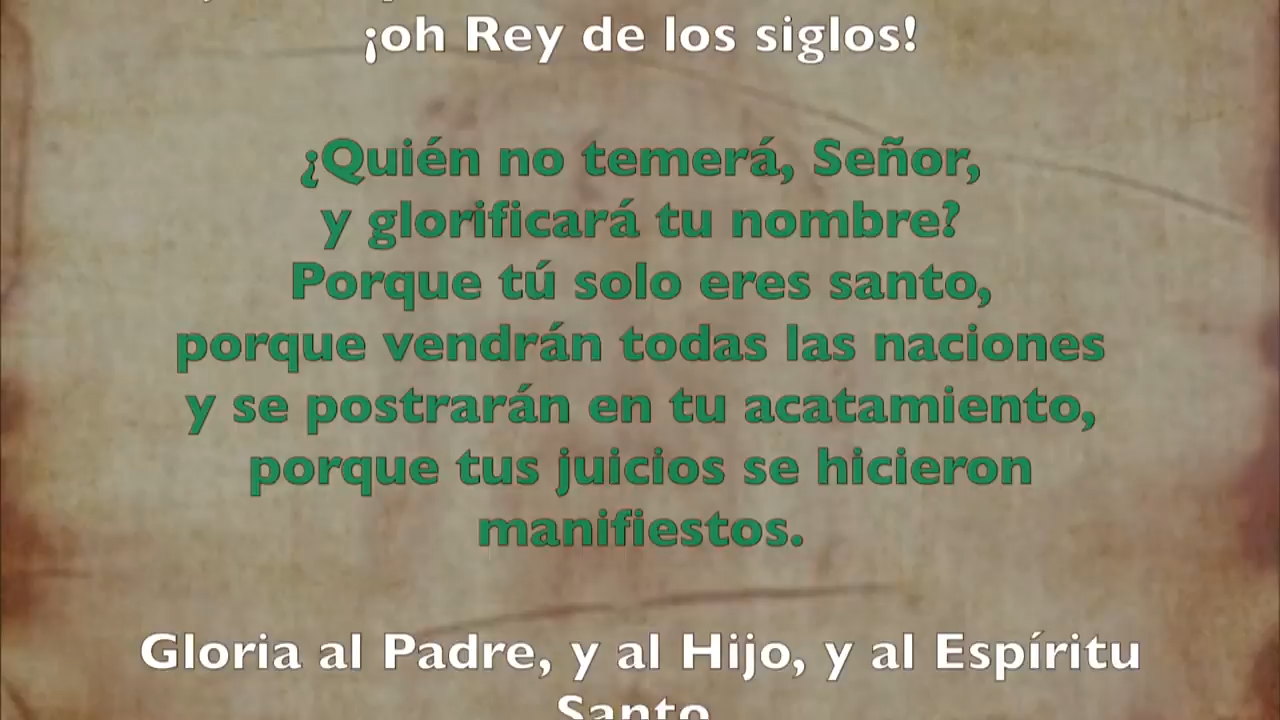 ¡oh Rey de los siglos!
¿Quién no temerá, Señor,
y glorificará tu nombre?
Porque tú solo eres santo,
porque vendrán todas las naciones
y se postrarán en tu acatamiento,
porque tus juicios se hicieron
manifiestos.
Gloria al Padre, y al Hijo, y al Espíritu
Santo